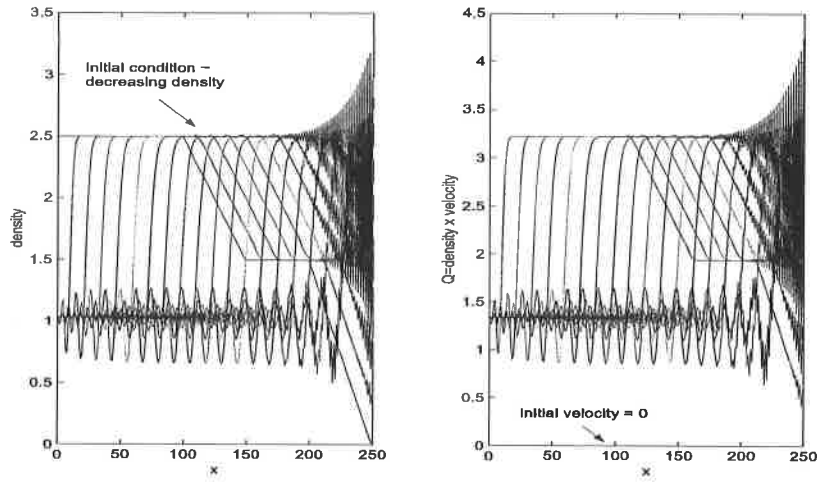 3.5
3
2.5
2
1.5
1
0.5
0
density
Initial condition –
decreasing density
0 50 100 150 200 250
x
4.5
4
3.5
3
2.5
2
1.5
1
0.5
0
Q=density x velocity
Initial velocity = 0
0 50 100 150 200 250
x